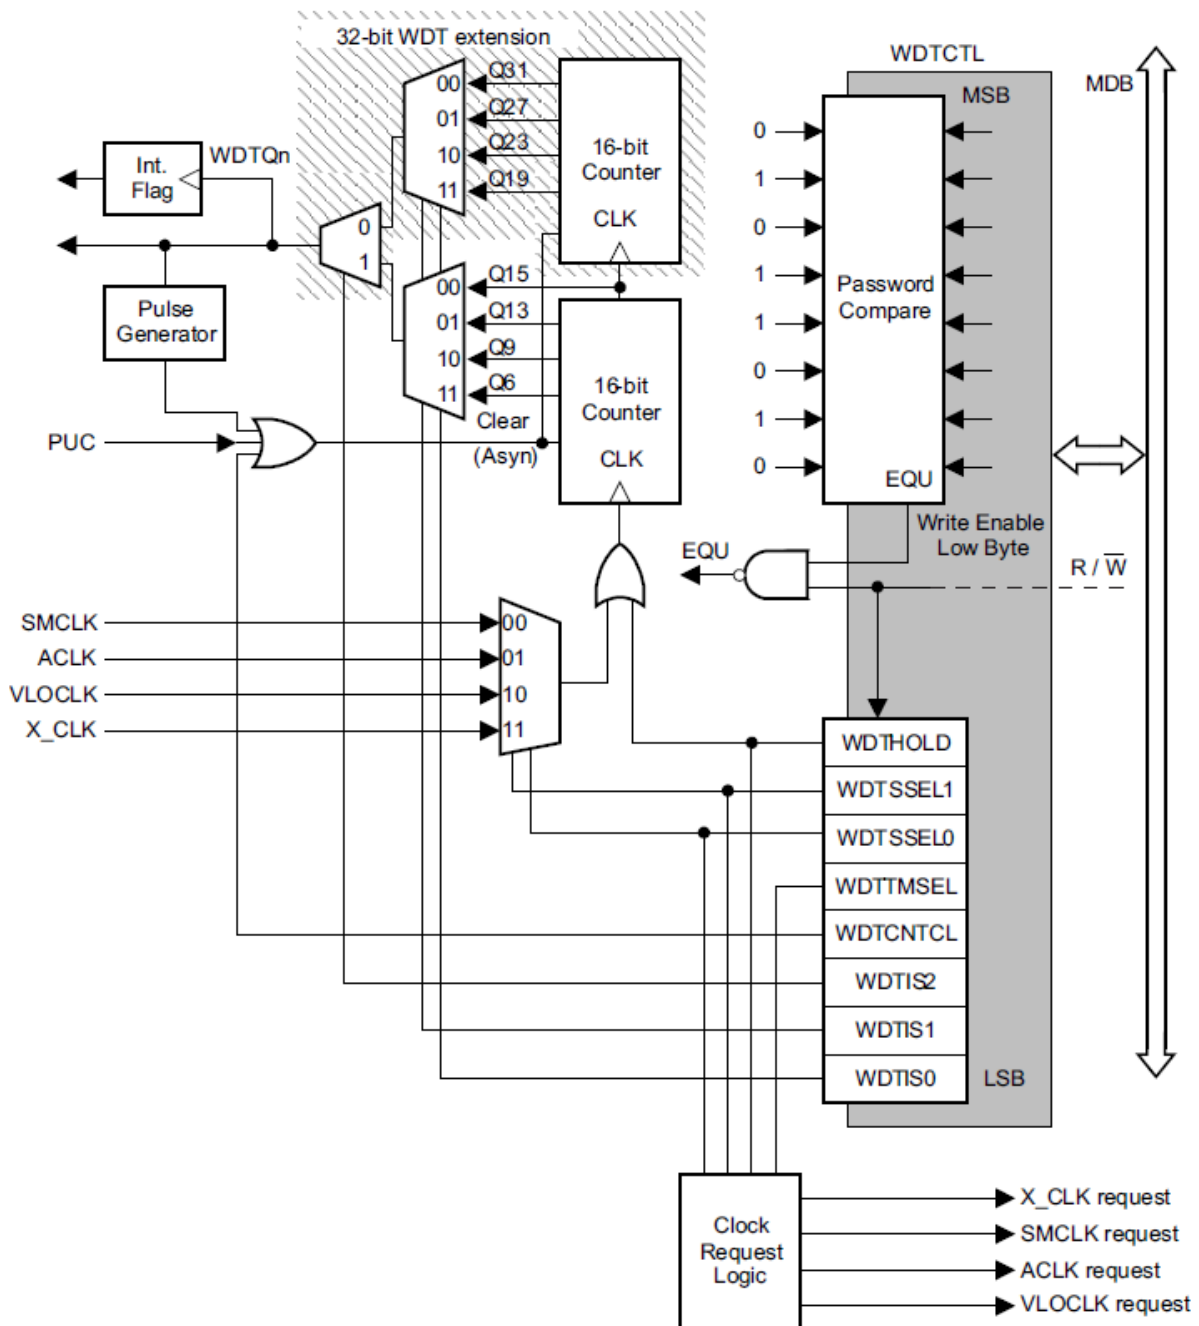 32-bit WDT extension
WDTCTL
MDB
MSB
00
Q31
01
Q27
10
Q23
11
Q19
16-bit
Counter
CLK
0
1
0
1
1
0
1
0
Password
Compare
EQU
Int.
Flag
WDTQn
0
1
Pulse
Generator
00
Q15
01
Q13
10
Q9
11
Q6
16-bit
Counter
CLK
Clear
(Asyn)
PUC
Write Enable
Low Byte
EQU
R / W̅
SMCLK
00
ACLK
01
VLOCLK
10
X_CLK
11
WDTHOLD
WDTSSEL1
WDTSSEL0
WDTTMSEL
WDTCNTCL
WDTIS2
WDTIS1
WDTIS0
LSB
Clock
Request
Logic
X_CLK request
SMCLK request
ACLK request
VLOCLK request